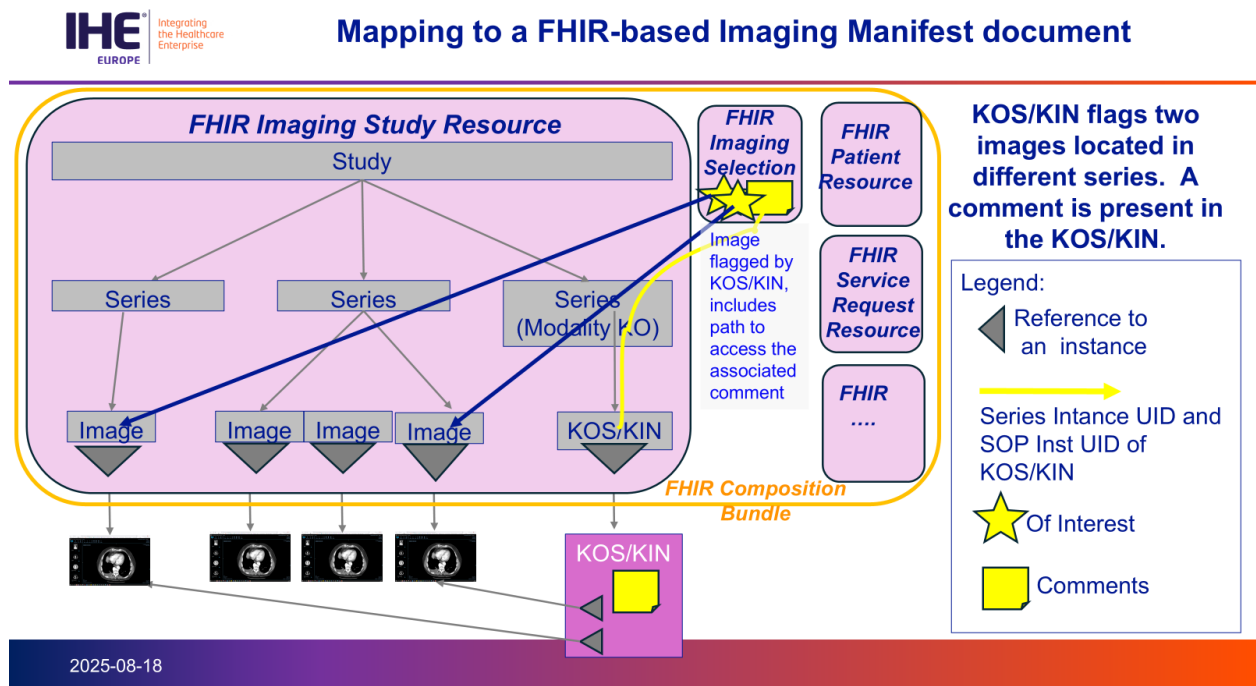 IHE
EUROPE
Integrating
the Healthcare
Enterprise
Mapping to a FHIR-based Imaging Manifest document
FHIR Imaging Study Resource
Study
Series
Series
Series
(Modality KO)
Image
Image
Image
Image
KOS/KIN
FHIR
Imaging
Selection
Image
flagged by
KOS/KIN,
includes
path to
access the
associated
comment
FHIR
Patient
Resource
FHIR
Service
Request
Resource
FHIR
....
FHIR Composition
Bundle
KOS/KIN
KOS/KIN flags two
images located in
different series. A
comment is present in
the KOS/KIN.
Legend:
Reference to
an instance
Series Intance UID and
SOP Inst UID of
KOS/KIN
Of Interest
Comments
2025-08-18